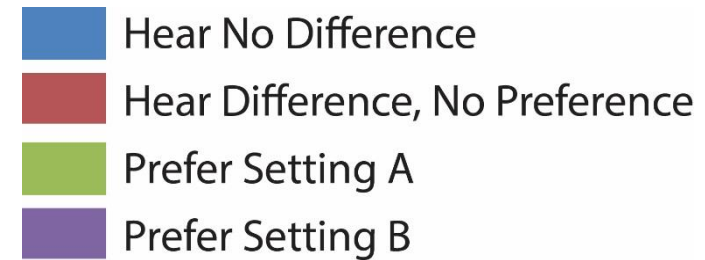 Hear No Difference
Hear Difference, No Preference
Prefer Setting A
Prefer Setting B